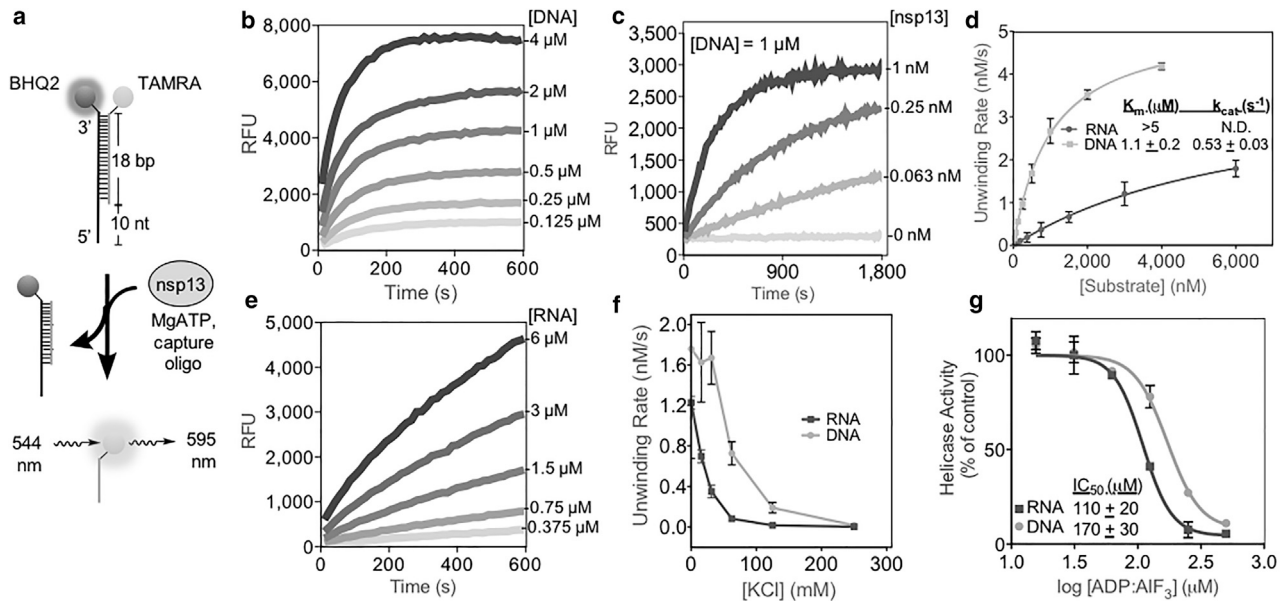 a
BHQ2
TAMRA
3'
18 bp
10 nt
5'
nsp13
MgATP,
capture
oligo
544
nm
595
nm
b
[DNA]
8,000
6,000
4,000
2,000
0
RFU
4 µM
2 µM
1 µM
0.5 µM
0.25 µM
0.125 µM
0 200 400 600
Time (s)
c
[nsp13]
[DNA] = 1 µM
3,500
3,000
2,500
2,000
1,500
1,000
500
0
RFU
1 nM
0.25 nM
0.063 nM
0 nM
0 900 1,800
Time (s)
d
5
4
3
2
1
0
Unwinding Rate (nM/s)
Km (µM) kcat (s-1)
RNA >5 N.D.
DNA 1.1 ± 0.2 0.53 ± 0.03
0 2,000 4,000 6,000
[Substrate] (nM)
e
[RNA]
5,000
4,000
3,000
2,000
1,000
0
RFU
6 µM
3 µM
1.5 µM
0.75 µM
0.375 µM
0 200 400 600
Time (s)
f
2.0
1.6
1.2
0.8
0.4
0.0
Unwinding Rate (nM/s)
RNA
DNA
0 100 200 300
[KCl] (mM)
g
100
50
0
Helicase Activity
(% of control)
IC50 (µM)
RNA 110 ± 20
DNA 170 ± 30
1.0 1.5 2.0 2.5 3.0
log [ADP:AlF3] (µM)